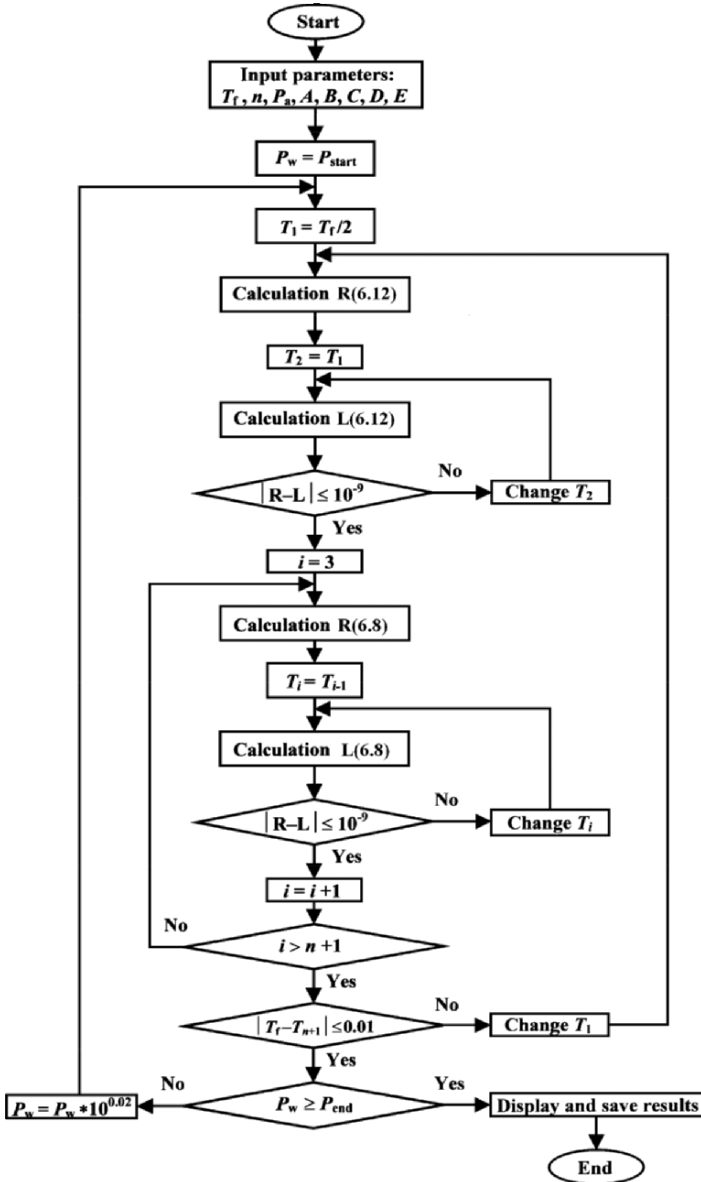 Start
Input parameters:
T_f , n, P_a, A, B, C, D, E
P_w = P_start
T_1 = T_f /2
Calculation R(6.12)
T_2 = T_1
Calculation L(6.12)
|R–L| ≤ 10^-9
No
Change T_2
Yes
i = 3
Calculation R(6.8)
T_i = T_i-1
Calculation L(6.8)
|R–L| ≤ 10^-9
No
Change T_i
Yes
i = i +1
No
i > n +1
Yes
|T_f – T_n+1| ≤ 0.01
No
Change T_1
Yes
No
P_w = P_w *10^0.02
P_w ≥ P_end
Yes
Display and save results
End